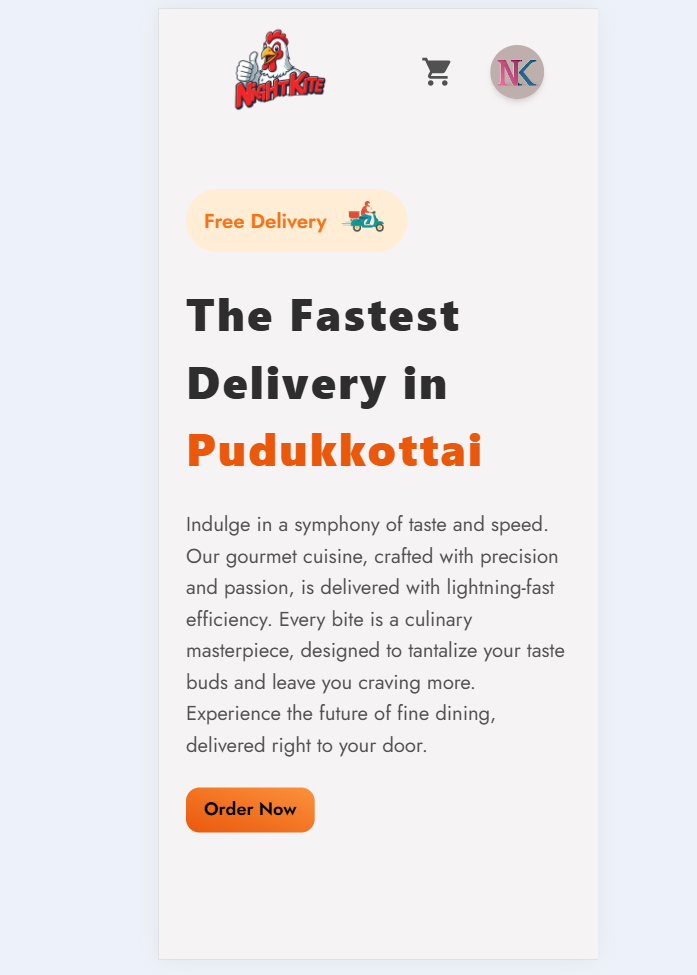 NIGHTKITE
NK
Free Delivery
The Fastest
Delivery in
Pudukkottai
Indulge in a symphony of taste and speed.
Our gourmet cuisine, crafted with precision
and passion, is delivered with lightning-fast
efficiency. Every bite is a culinary
masterpiece, designed to tantalize your taste
buds and leave you craving more.
Experience the future of fine dining,
delivered right to your door.
Order Now